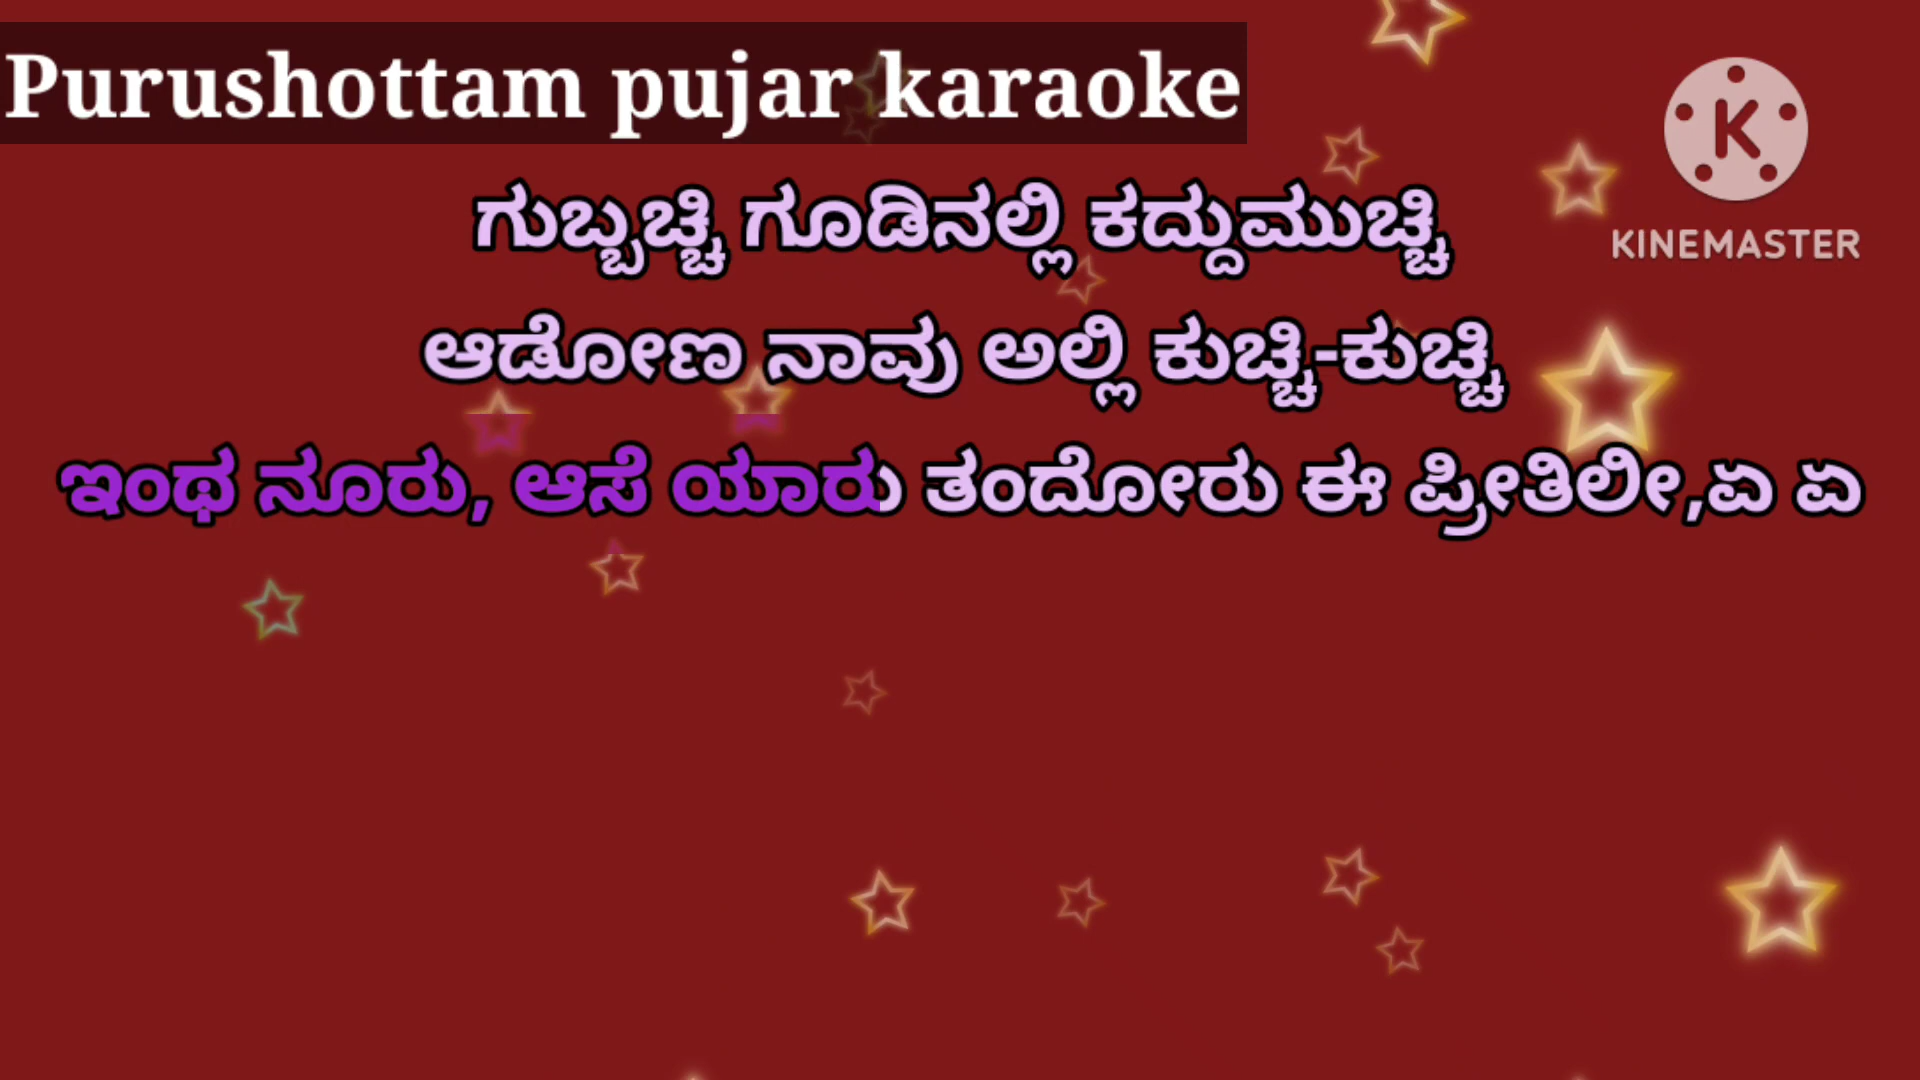 Purushottam pujar karaoke
KINEMASTER
ಗುಬ್ಬಚ್ಚಿ ಗೂಡಿನಲ್ಲಿ ಕದ್ದುಮುಚ್ಚಿ
ಆಡೋಣ ನಾವು ಅಲ್ಲಿ ಕುಚ್ಚಿ-ಕುಚ್ಚಿ
ಇಂಥ ನೂರು, ಆಸೆ ಯಾರು ತಂದೋರು ಈ ಪ್ರೀತಿಲೀ,ಏ ಏ